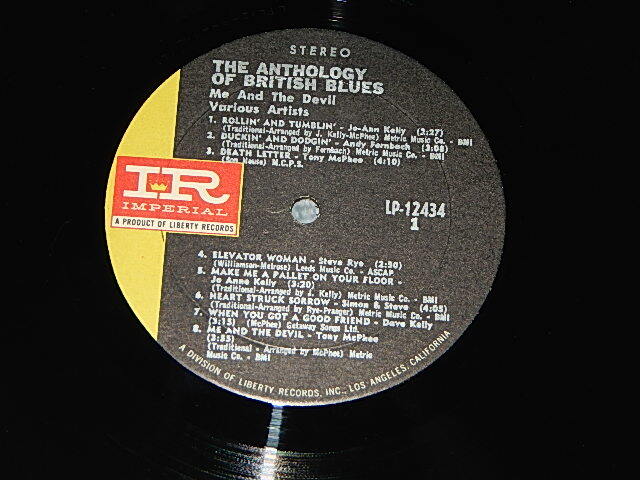 STEREO
THE ANTHOLOGY
OF BRITISH BLUES
Me And The Devil
Various Artists
1. ROLLIN' AND TUMBLIN' - Jo-Ann Kelly (2:27)
(Traditional-Arranged by J. Kelly-McPhee) Metric Music Co. - BMI
2. DUCKIN' AND DODGIN' - Andy Fernbach (3:08)
(Traditional-Arranged by Fernbach) Metric Music Co. - BMI
3. DEATH LETTER - Tony McPhee (4:10)
(Son House) M.C.P.S.
IR
IMPERIAL
A PRODUCT OF LIBERTY RECORDS
LP-12434
1
4. ELEVATOR WOMAN - Steve Rye (2:50)
(Williamson-Melrose) Leeds Music Co. - ASCAP
5. MAKE ME A PALLET ON YOUR FLOOR -
Jo Anne Kelly (3:20)
(Traditional-Arranged by J. Kelly) Metric Music Co. - BMI
6. HEART STRUCK SORROW - Simon & Steve (4:05)
(Traditional-Arranged by Rye-Praeger) Metric Music Co. - BMI
7. WHEN YOU GOT A GOOD FRIEND - Dave Kelly
(3:15) (McPhee) Getaway Songs Ltd.
8. ME AND THE DEVIL - Tony McPhee
(3:55)
(Traditional - Arranged by McPhee) Metric
Music Co. - BMI
A DIVISION OF LIBERTY RECORDS, INC., LOS ANGELES, CALIFORNIA